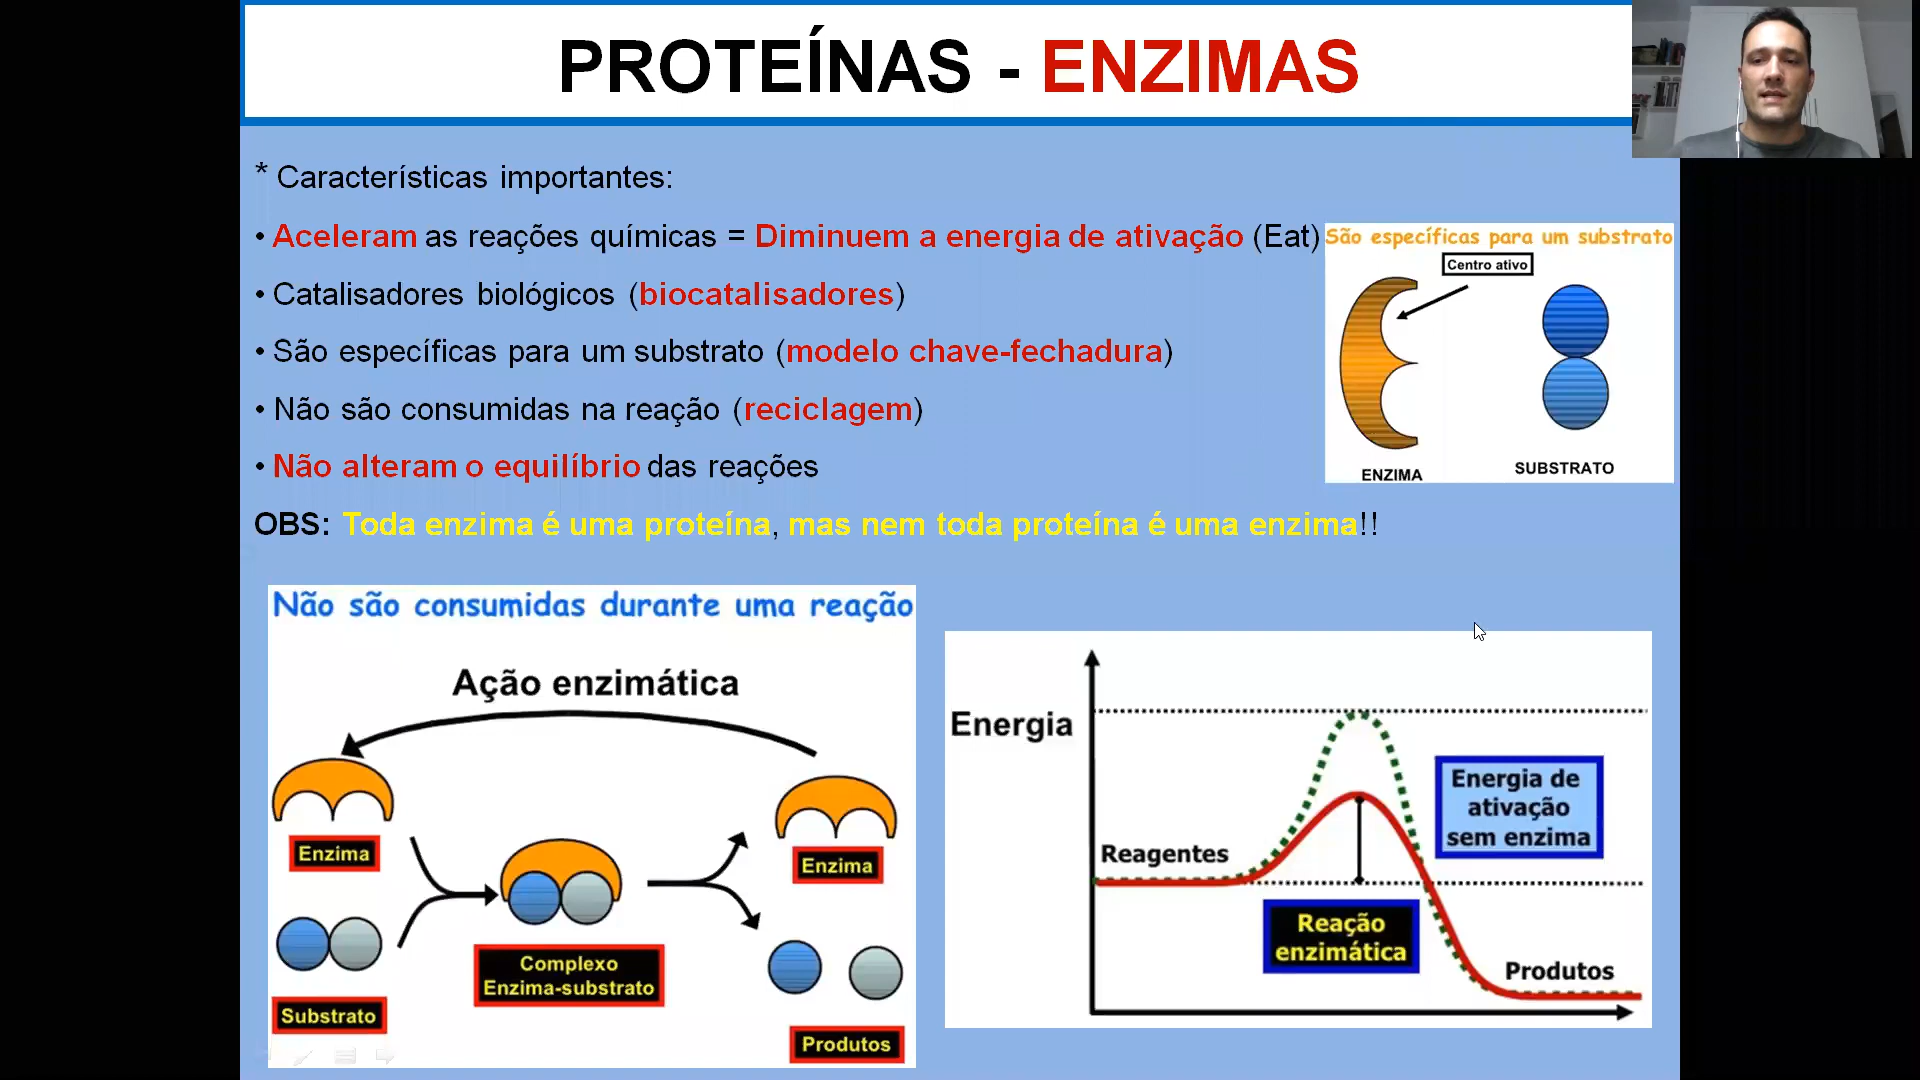 PROTEÍNAS - ENZIMAS
* Características importantes:
• Aceleram as reações químicas = Diminuem a energia de ativação (Eat)
• Catalisadores biológicos (biocatalisadores)
• São específicas para um substrato (modelo chave-fechadura)
• Não são consumidas na reação (reciclagem)
• Não alteram o equilíbrio das reações
OBS: Toda enzima é uma proteína, mas nem toda proteína é uma enzima!!
São específicas para um substrato
Centro ativo
ENZIMA
SUBSTRATO
Não são consumidas durante uma reação
Ação enzimática
Enzima
Substrato
Complexo
Enzima-substrato
Enzima
Produtos
Energia
Reagentes
Energia de
ativação
sem enzima
Reação
enzimática
Produtos